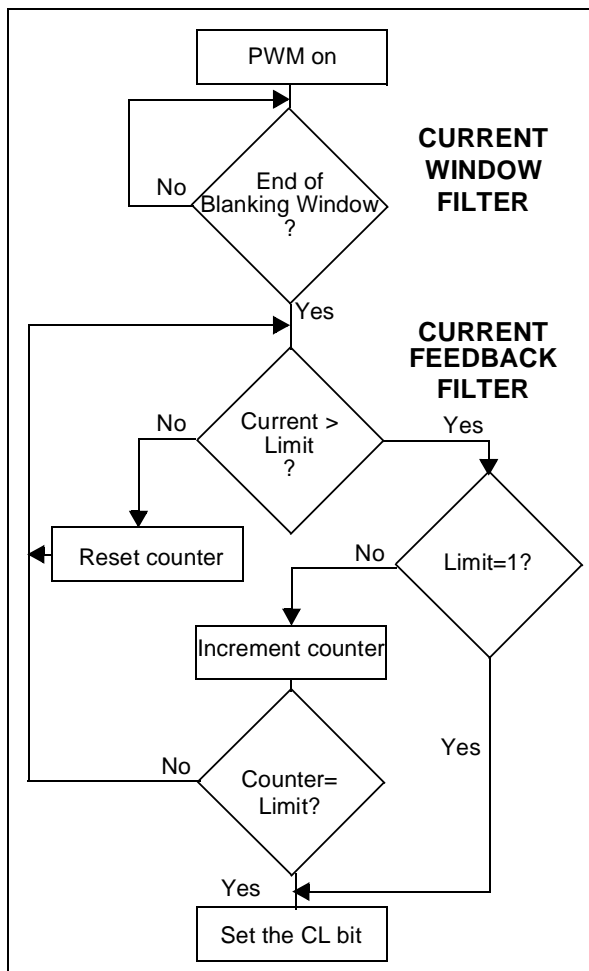 PWM on
CURRENT
WINDOW
FILTER
No
End of
Blanking Window
?
Yes
CURRENT
FEEDBACK
FILTER
No
Current >
Limit
?
Yes
Reset counter
No
Limit=1?
Increment counter
Yes
No
Counter=
Limit?
Yes
Set the CL bit